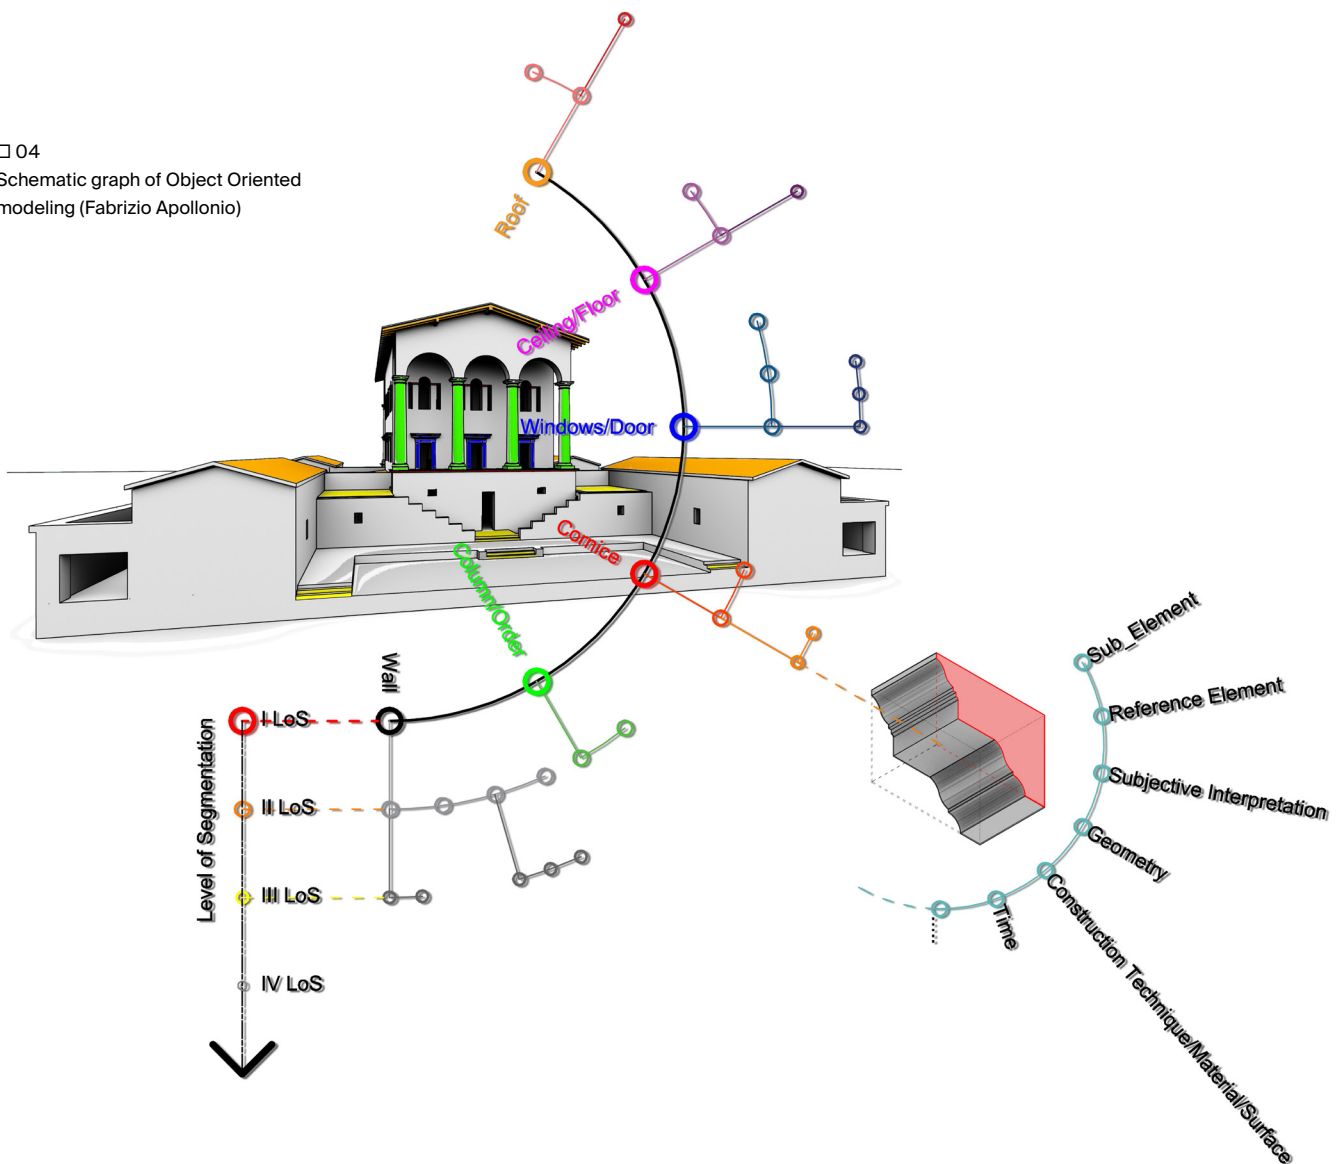 04
Schematic graph of Object Oriented
modeling (Fabrizio Apollonio)
Roof
Ceiling/Floor
Windows/Door
Cornice
Column/Order
Wall
Level of Segmentation
I LoS
II LoS
III LoS
IV LoS
Sub_Element
Reference Element
Subjective Interpretation
Geometry
Construction Technique/Material/Surface
Time